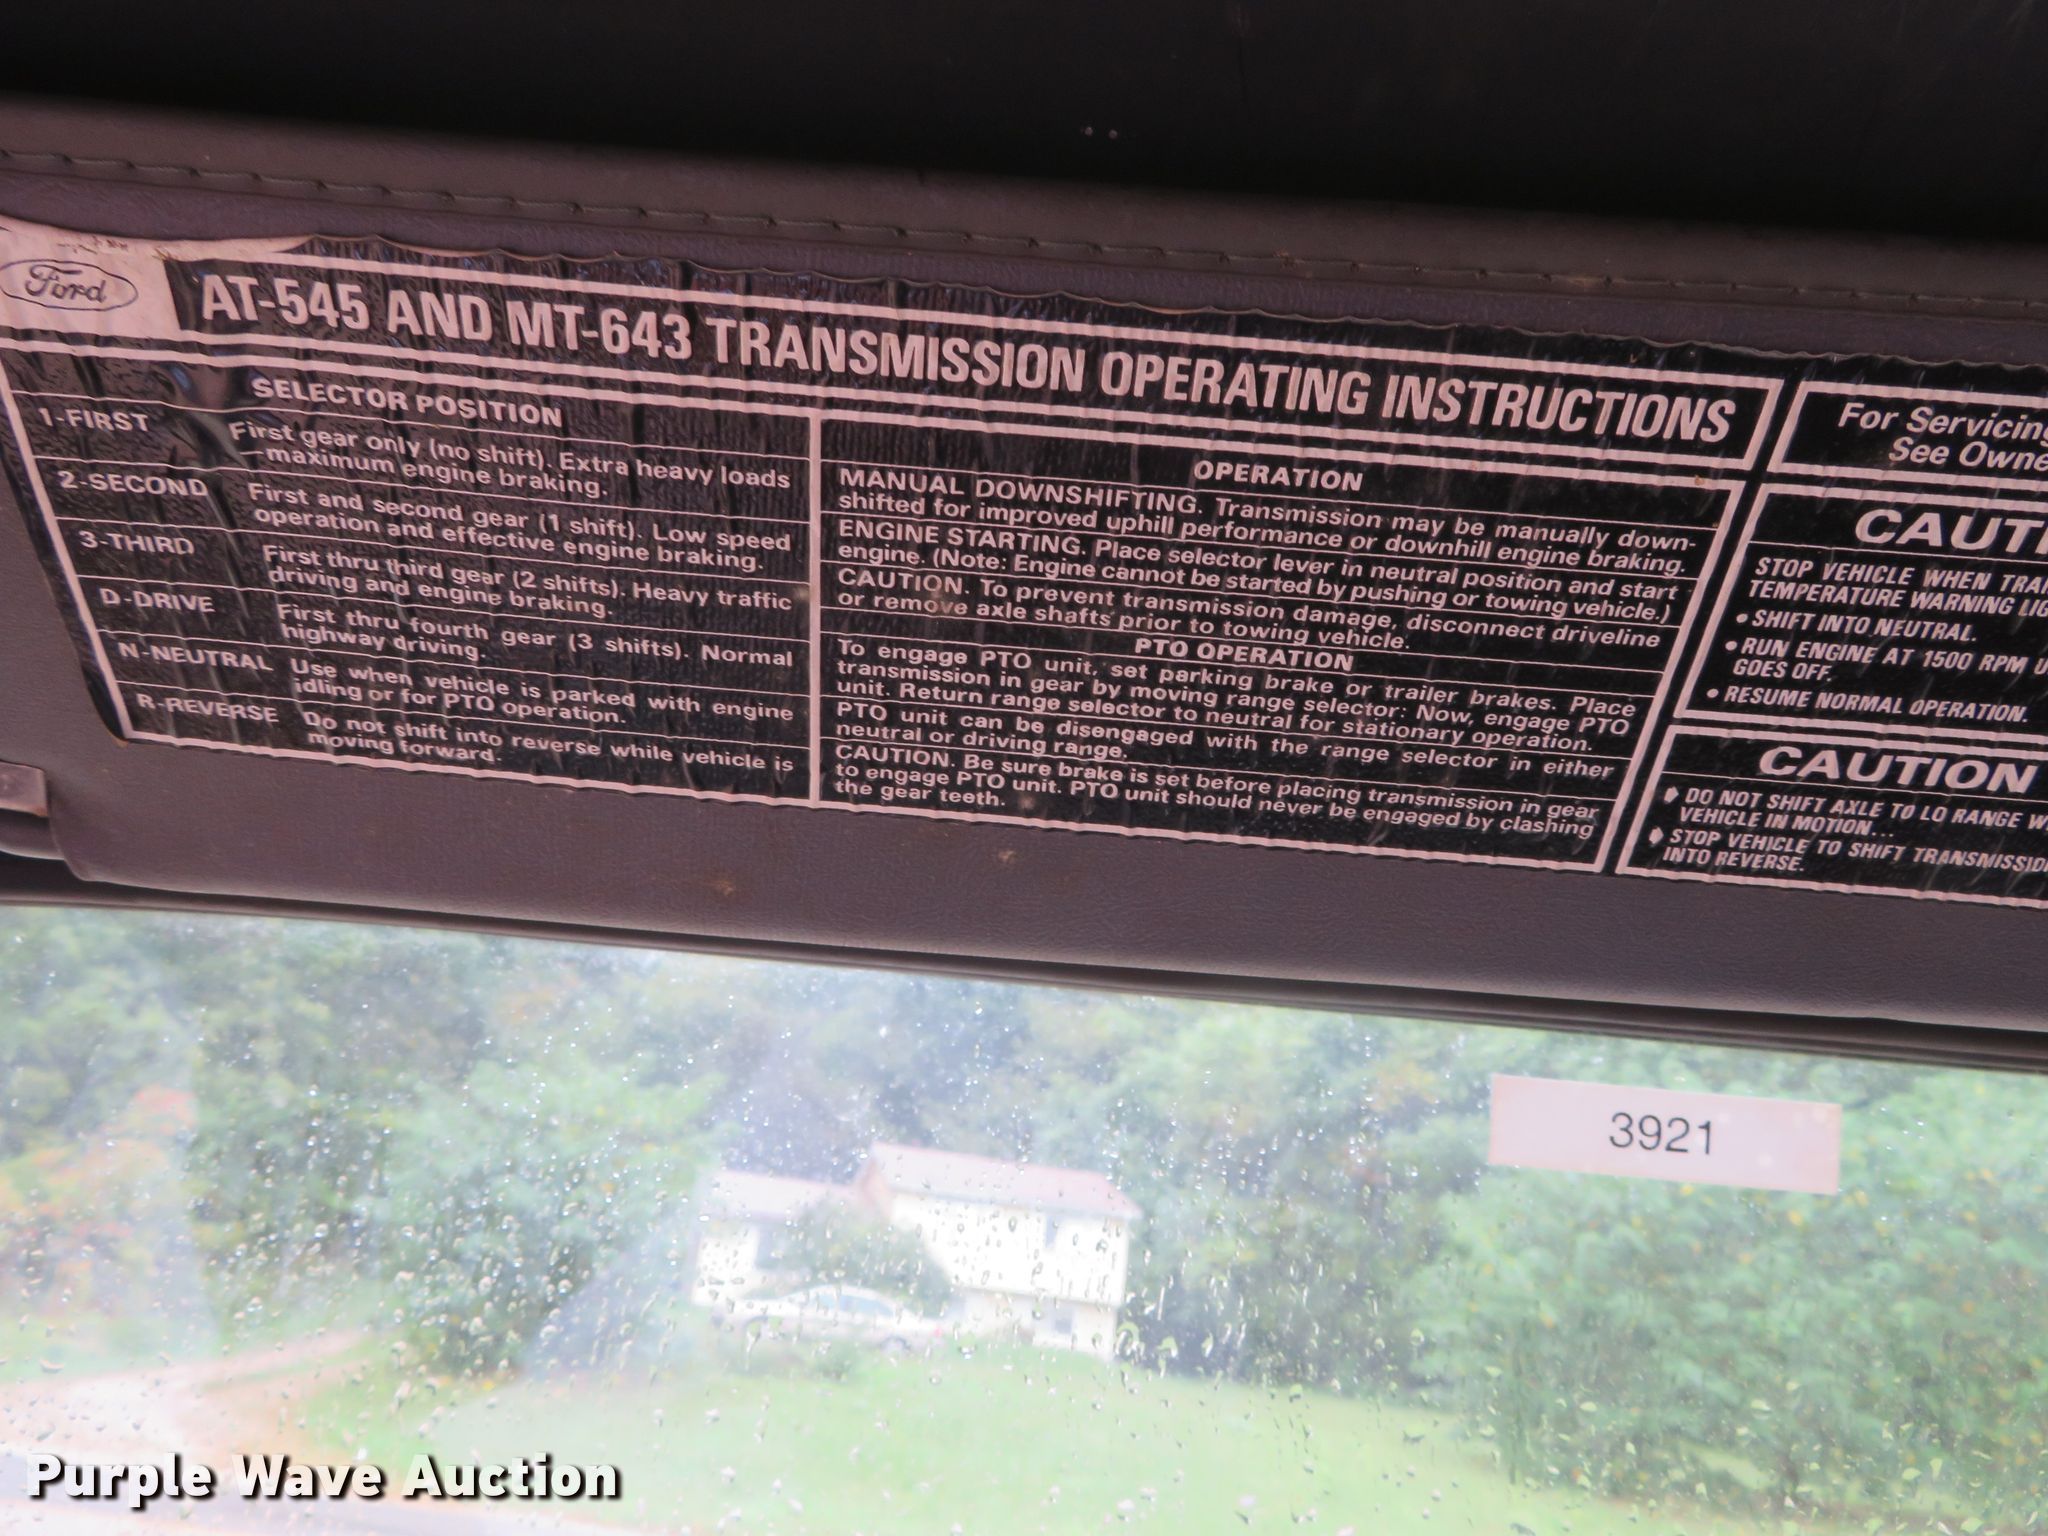 Ford
AT-545 AND MT-643 TRANSMISSION OPERATING INSTRUCTIONS
SELECTOR POSITION
1-FIRST First gear only (no shift). Extra heavy loads
-maximum engine braking.
2-SECOND First and second gear (1 shift). Low speed
operation and effective engine braking.
3-THIRD First thru third gear (2 shifts). Heavy traffic
driving and engine braking.
D-DRIVE First thru fourth gear (3 shifts). Normal
highway driving.
N-NEUTRAL Use when vehicle is parked with engine
idling or for PTO operation.
R-REVERSE Do not shift into reverse while vehicle is
moving forward.
OPERATION
MANUAL DOWNSHIFTING. Transmission may be manually down-
shifted for improved uphill performance or downhill engine braking.
ENGINE STARTING. Place selector lever in neutral position and start
engine. (Note: Engine cannot be started by pushing or towing vehicle.)
CAUTION. To prevent transmission damage, disconnect driveline
or remove axle shafts prior to towing vehicle.
PTO OPERATION
To engage PTO unit, set parking brake or trailer brakes. Place
transmission in gear by moving range selector. Now, engage PTO
unit. Return range selector to neutral for stationary operation.
PTO unit can be disengaged with the range selector in either
neutral or driving range.
CAUTION. Be sure brake is set before placing transmission in gear
to engage PTO unit. PTO unit should never be engaged by clashing
the gear teeth.
For Servicing
See Owne
CAUTI
STOP VEHICLE WHEN TRA
TEMPERATURE WARNING LIG
• SHIFT INTO NEUTRAL.
• RUN ENGINE AT 1500 RPM U
GOES OFF.
• RESUME NORMAL OPERATION.
CAUTION
DO NOT SHIFT AXLE TO LO RANGE W
VEHICLE IN MOTION...
STOP VEHICLE TO SHIFT TRANSMISSIO
INTO REVERSE.
3921
Purple Wave Auction